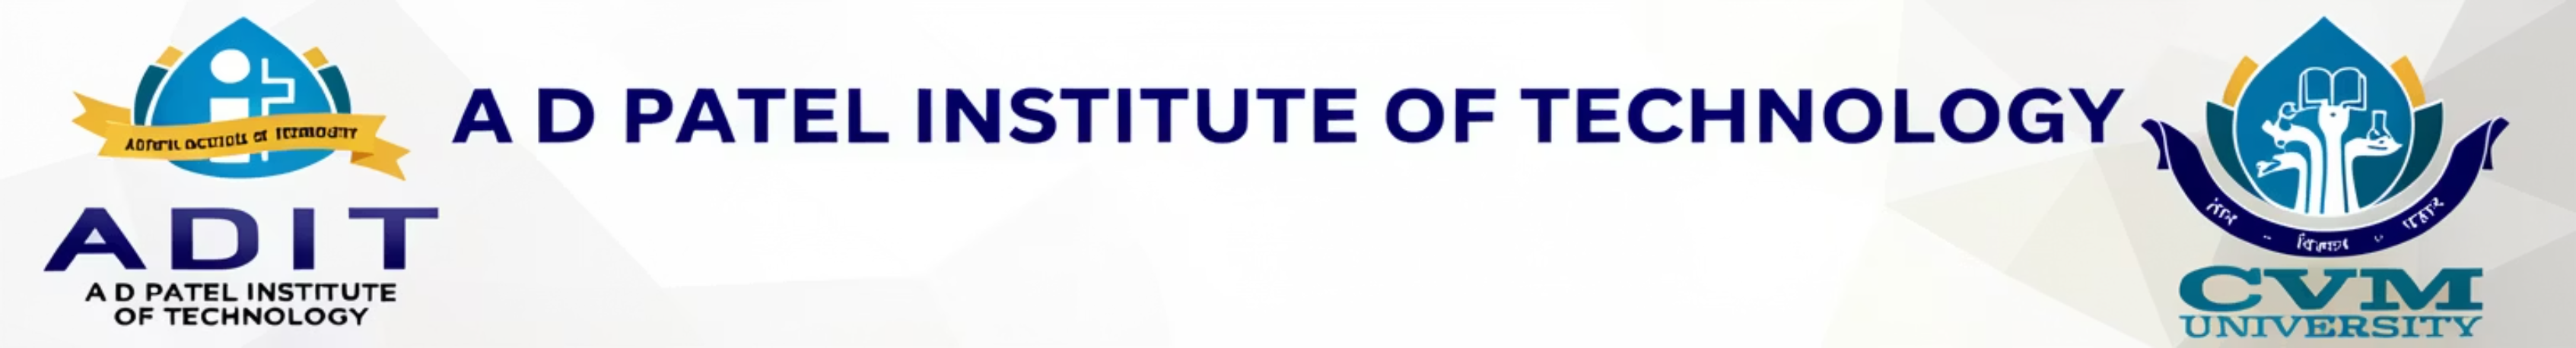 A D PATEL INSTITUTE OF TECHNOLOGY
ADIT
A D PATEL INSTITUTE
OF TECHNOLOGY
CVM
UNIVERSITY